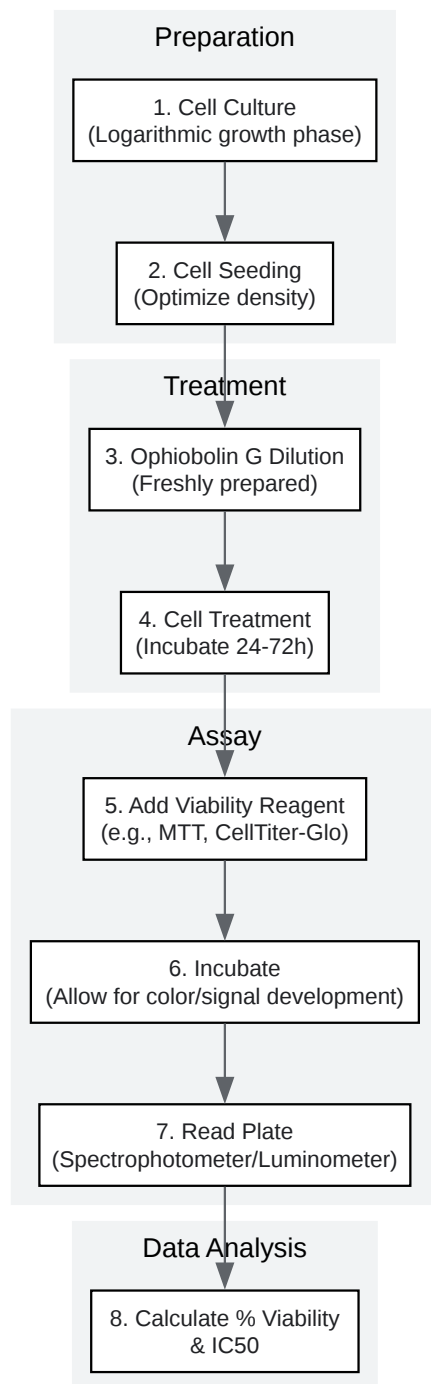 Preparation
1. Cell Culture
(Logarithmic growth phase)
2. Cell Seeding
(Optimize density)
Treatment
3. Ophiobolin G Dilution
(Freshly prepared)
4. Cell Treatment
(Incubate 24-72h)
Assay
5. Add Viability Reagent
(e.g., MTT, CellTiter-Glo)
6. Incubate
(Allow for color/signal development)
7. Read Plate
(Spectrophotometer/Luminometer)
Data Analysis
8. Calculate % Viability
& IC50